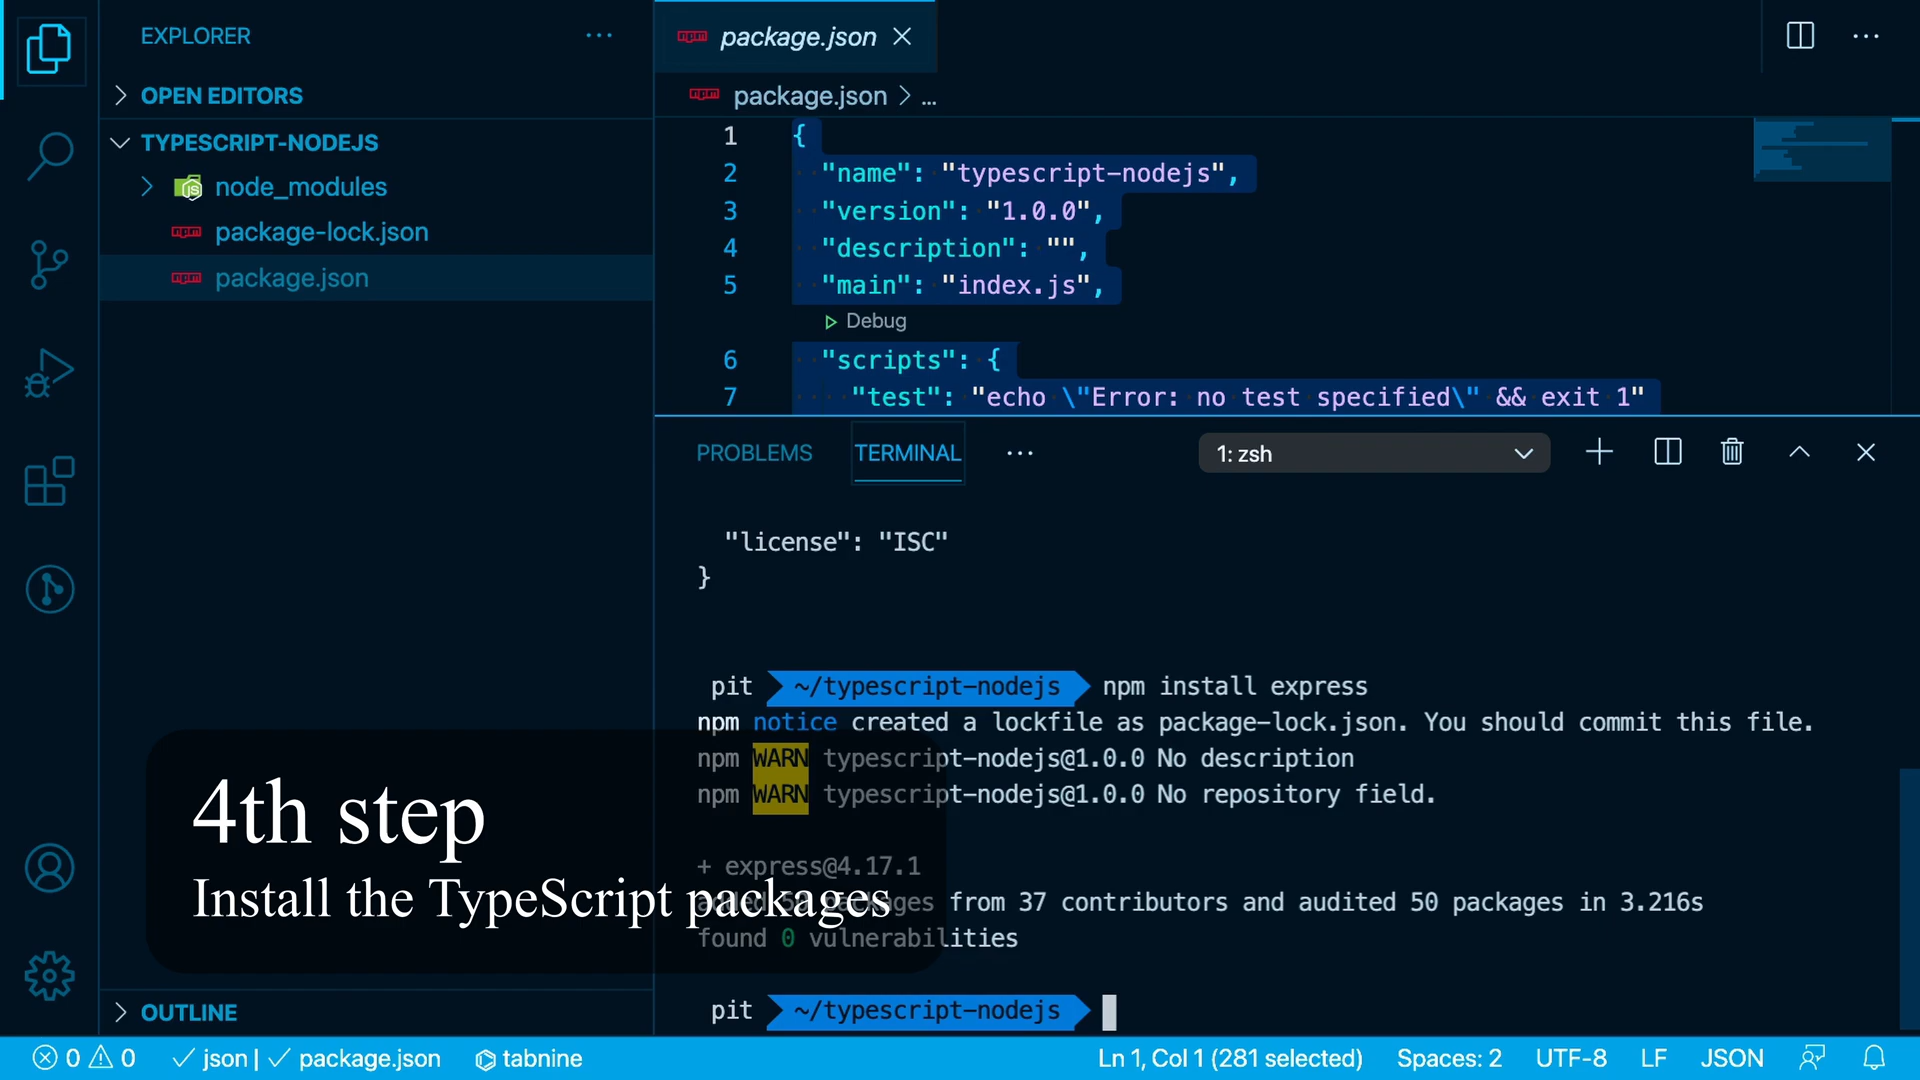 EXPLORER
package.json
OPEN EDITORS
package.json > ...
TYPESCRIPT-NODEJS
node_modules
package-lock.json
package.json
1 {
2 "name": "typescript-nodejs",
3 "version": "1.0.0",
4 "description": "",
5 "main": "index.js",
Debug
6 "scripts": {
7 "test": "echo \"Error: no test specified\" && exit 1"
PROBLEMS TERMINAL ... 1: zsh
"license": "ISC"
}
pit ~/typescript-nodejs npm install express
npm notice created a lockfile as package-lock.json. You should commit this file.
npm WARN typescript-nodejs@1.0.0 No description
npm WARN typescript-nodejs@1.0.0 No repository field.
+ express@4.17.1
added 50 packages from 37 contributors and audited 50 packages in 3.216s
found 0 vulnerabilities
pit ~/typescript-nodejs
4th step
Install the TypeScript packages
OUTLINE
0 0 json | package.json tabnine Ln 1, Col 1 (281 selected) Spaces: 2 UTF-8 LF JSON